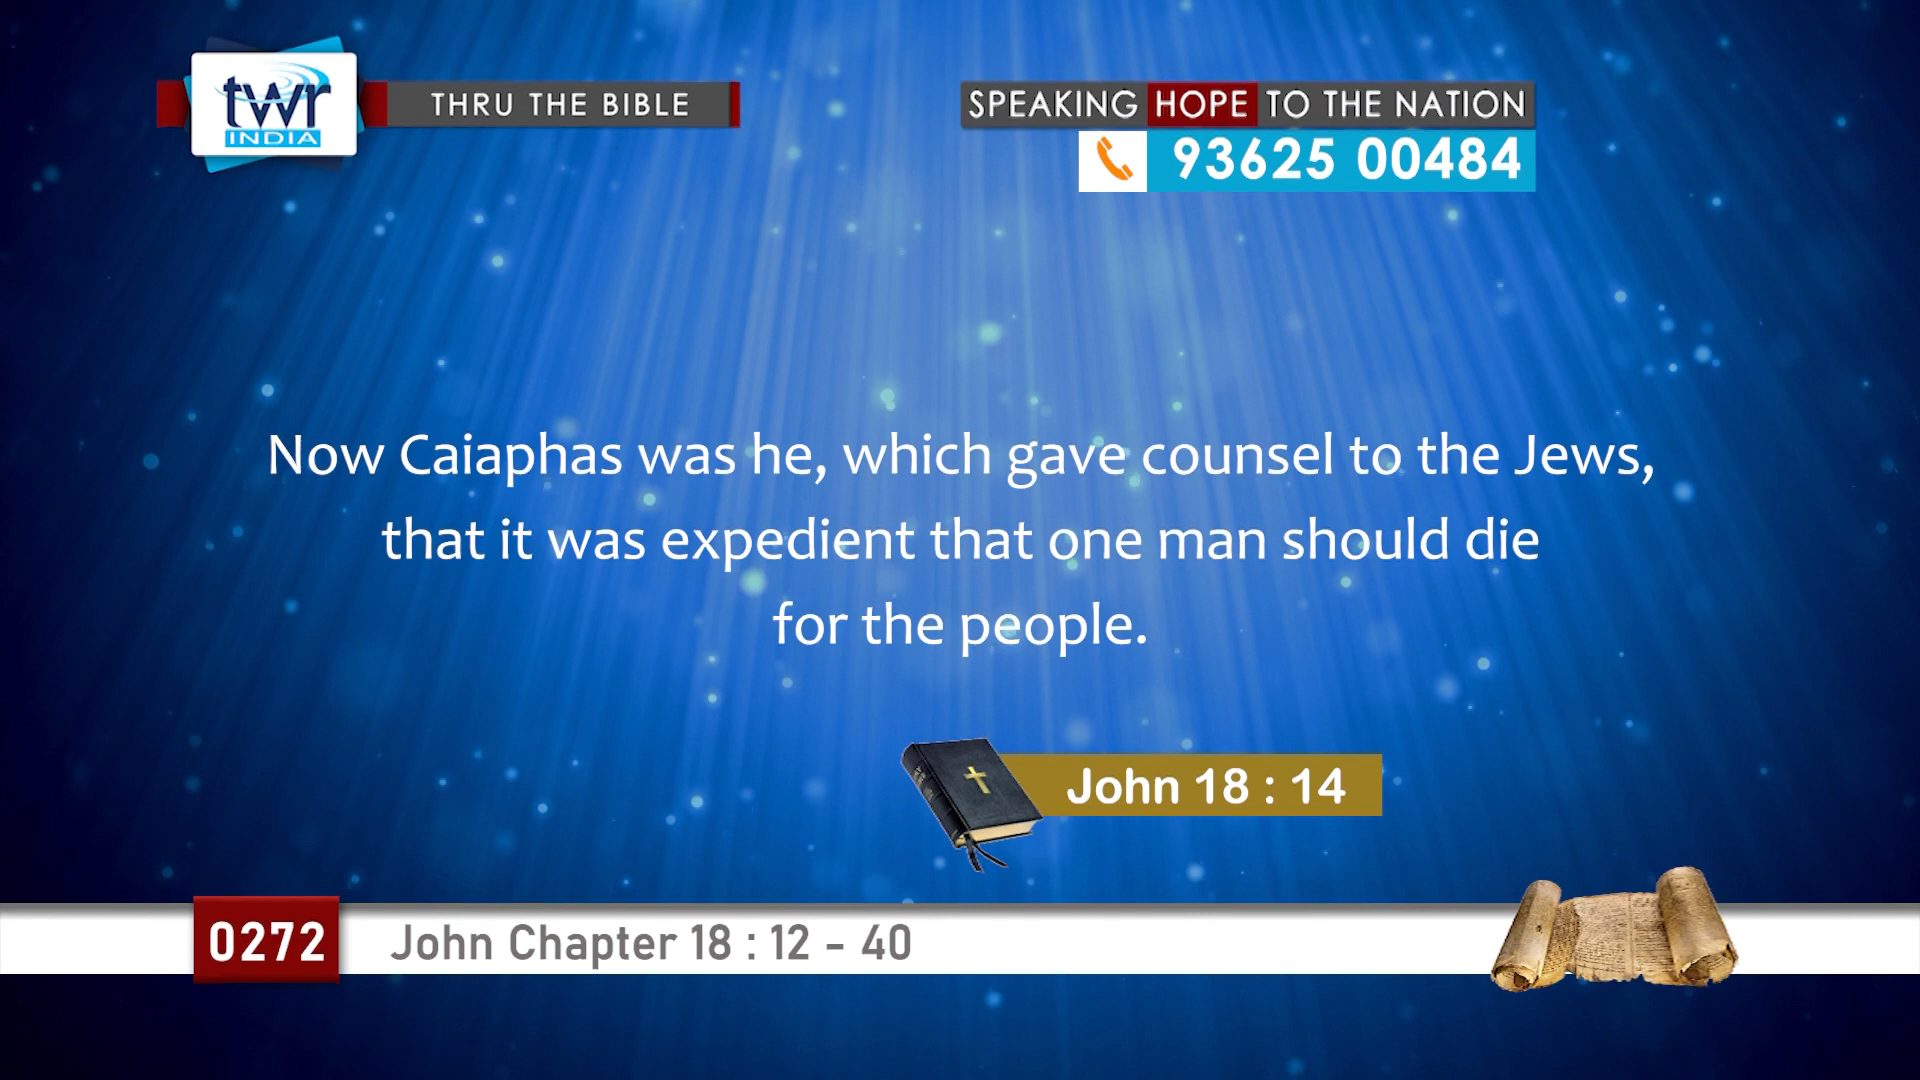 twr
INDIA
THRU THE BIBLE
SPEAKING HOPE TO THE NATION
93625 00484
Now Caiaphas was he, which gave counsel to the Jews,
that it was expedient that one man should die
for the people.
John 18 : 14
0272
John Chapter 18 : 12 - 40